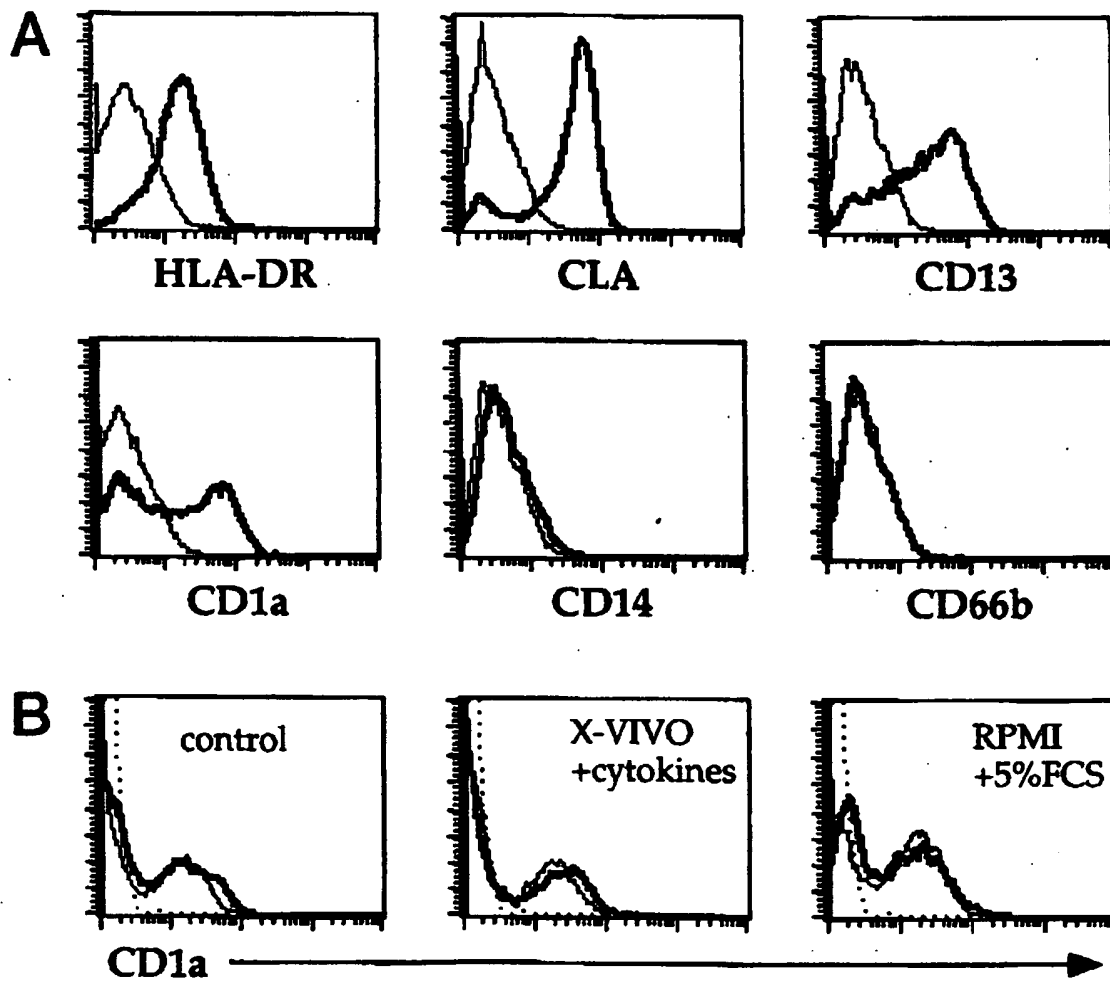 A
HLA-DR
CLA
CD13
CD1a
CD14
CD66b
B
control
X-VIVO
+cytokines
RPMI
+5%FCS
CD1a